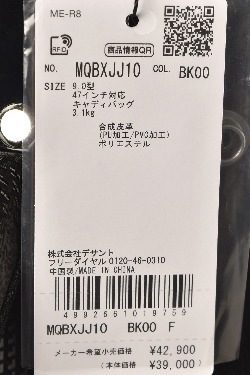 ME-R8
RFID
商品情報QR
NO. MQBXJJ10 COL. BK00
SIZE 9.0型
47インチ対応
キャディバッグ
3.1kg
合成皮革
(PU加工/PVC加工)
ポリエステル
株式会社デサント
フリーダイヤル0120-46-0310
中国製/MADE IN CHINA
4992661019759
MQBXJJ10 BK00 F
メーカー希望小売価格 ¥42,900
(本体価格 ¥39,000)